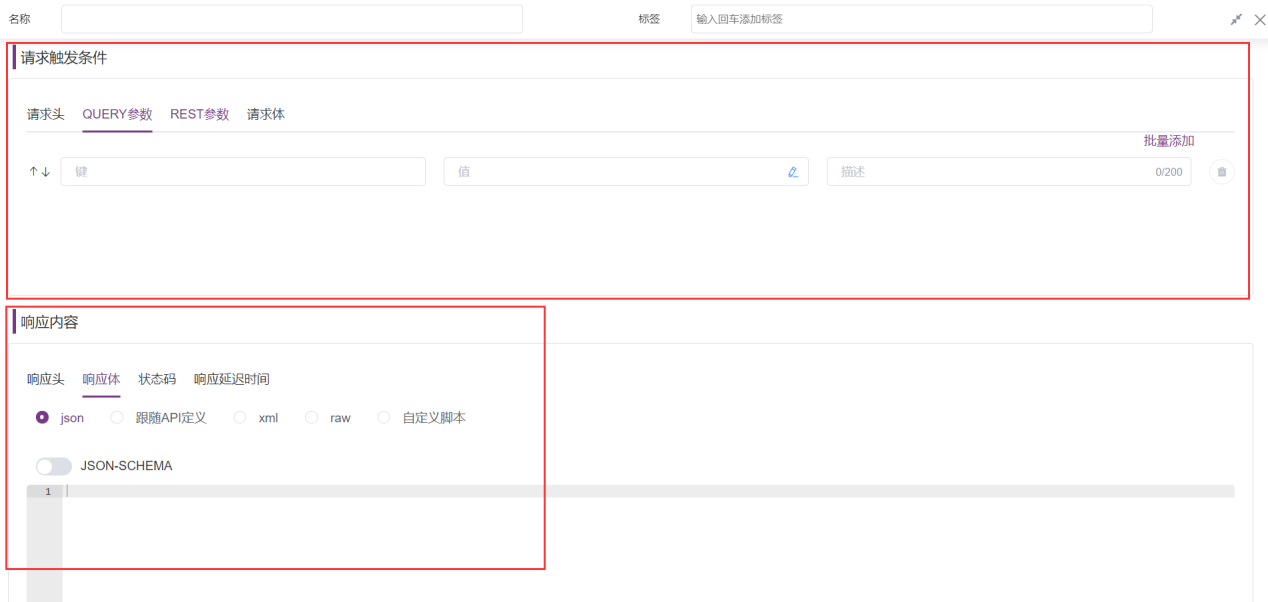 名称 标签 输入回车添加标签
请求触发条件
请求头 QUERY参数 REST参数 请求体
批量添加
键 值 描述 0/200
响应内容
响应头 响应体 状态码 响应延迟时间
json 跟随API定义 xml raw 自定义脚本
JSON-SCHEMA
1